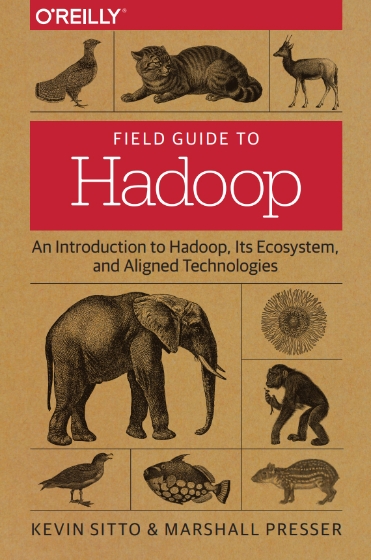 O'REILLY®
FIELD GUIDE TO
Hadoop
An Introduction to Hadoop, Its Ecosystem,
and Aligned Technologies
KEVIN SITTO & MARSHALL PRESSER